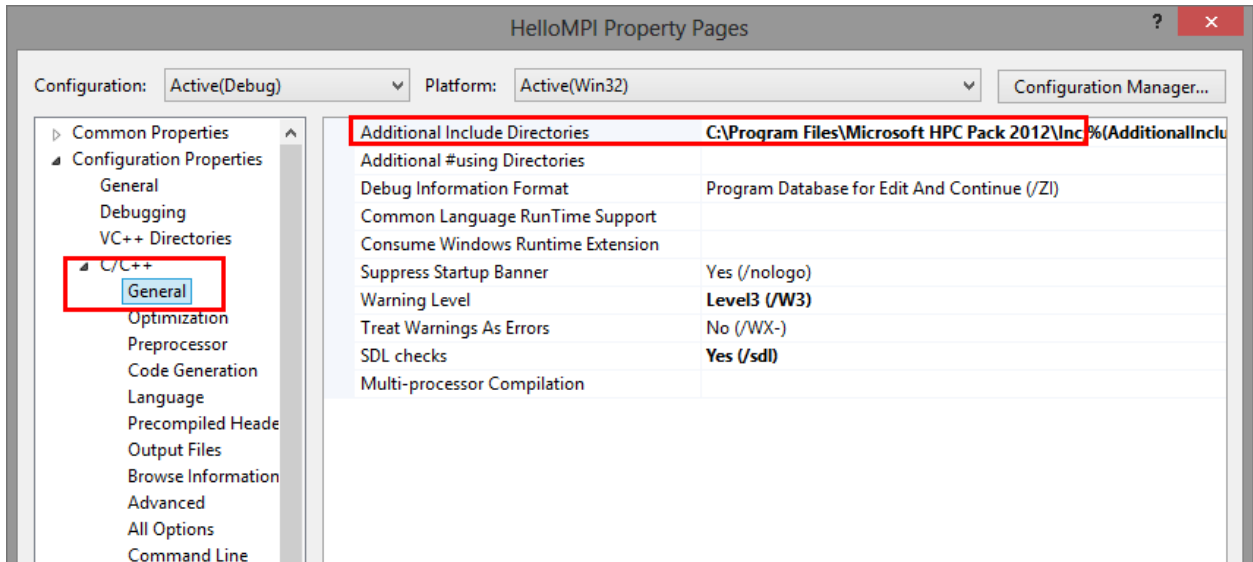 HelloMPI Property Pages
? ×
Configuration: Active(Debug) Platform: Active(Win32) Configuration Manager...
Common Properties
Configuration Properties
General
Debugging
VC++ Directories
C/C++
General
Optimization
Preprocessor
Code Generation
Language
Precompiled Heade
Output Files
Browse Information
Advanced
All Options
Command Line
Additional Include Directories C:\Program Files\Microsoft HPC Pack 2012\Inc;%(AdditionalInclu
Additional #using Directories
Debug Information Format Program Database for Edit And Continue (/ZI)
Common Language RunTime Support
Consume Windows Runtime Extension
Suppress Startup Banner Yes (/nologo)
Warning Level Level3 (/W3)
Treat Warnings As Errors No (/WX-)
SDL checks Yes (/sdl)
Multi-processor Compilation